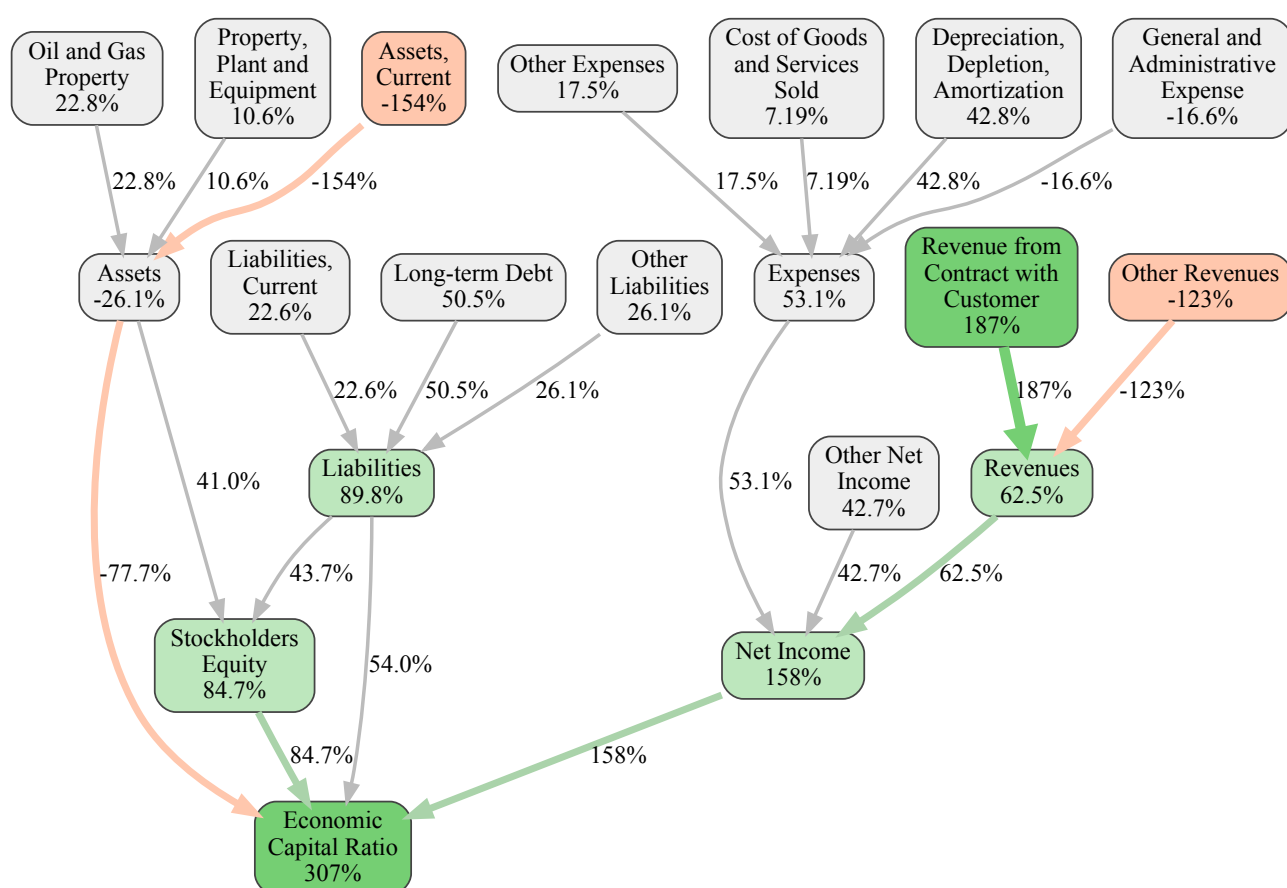 Oil and Gas
Property
22.8%
Property,
Plant and
Equipment
10.6%
Assets,
Current
-154%
Other Expenses
17.5%
Cost of Goods
and Services
Sold
7.19%
Depreciation,
Depletion,
Amortization
42.8%
General and
Administrative
Expense
-16.6%
22.8%
10.6%
-154%
17.5%
7.19%
42.8%
-16.6%
Assets
-26.1%
Liabilities,
Current
22.6%
Long-term Debt
50.5%
Other
Liabilities
26.1%
Expenses
53.1%
Revenue from
Contract with
Customer
187%
Other Revenues
-123%
22.6%
50.5%
26.1%
187%
-123%
41.0%
Liabilities
89.8%
53.1%
Other Net
Income
42.7%
Revenues
62.5%
-77.7%
43.7%
42.7%
62.5%
Stockholders
Equity
84.7%
54.0%
Net Income
158%
84.7%
158%
Economic
Capital Ratio
307%